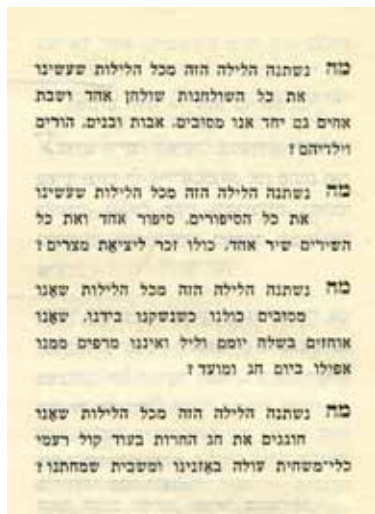 מה נשתנה הלילה הזה מכל הלילות שעשינו
את כל השולחנות שולחן אחד ושבת
אחים גם יחד אנו מסובים, אבות ובנים, הורים
וילדיהם ?
מה נשתנה הלילה הזה מכל הלילות שעשינו
את כל הסיפורים, סיפור אחד ואת כל
השירים שיר אחד, כולו זכר ליציאת מצרים ?
מה נשתנה הלילה הזה מכל הלילות שאנו
מסובים כולנו כשנשקנו בידנו, שאנו
אוחזים בשלח יומם וליל ואיננו מרפים ממנו
אפילו ביום חג ומועד ?
מה נשתנה הלילה הזה מכל הלילות שאנו
חוגגים את חג החרות בעוד קול רעמי
כלי־משחית עולה באזנינו ומשבית שמחתנו ?